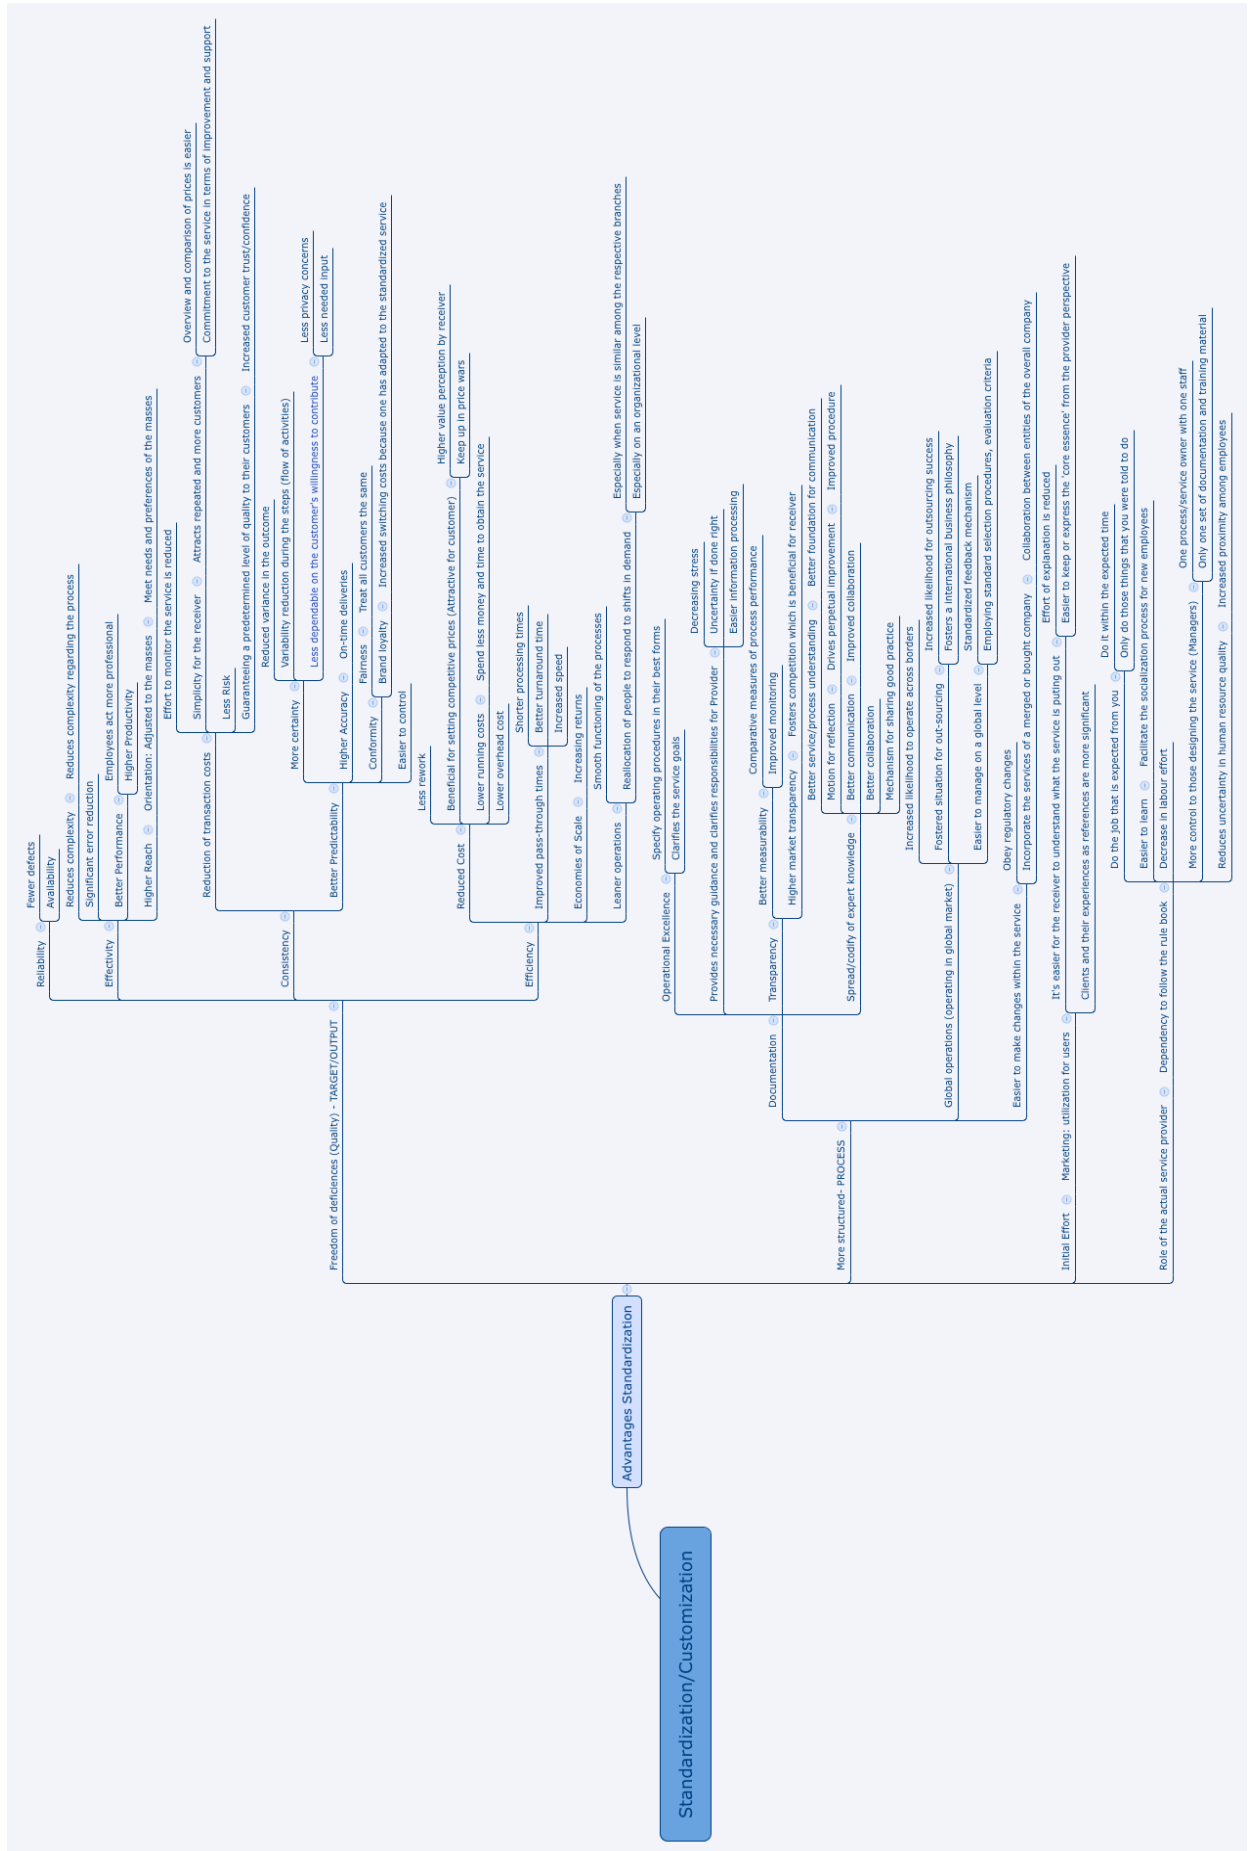 Standardization/Customization
Advantages Standardization
Freedom of deficiences (Quality) - TARGET/OUTPUT
Reliability
Fewer defects
Availability
Effectivity
Reduces complexity
Reduces complexity regarding the process
Significant error reduction
Better Performance
Employees act more professional
Higher Productivity
Higher Reach
Orientation: Adjusted to the masses
Meet needs and preferences of the masses
Consistency
Reduction of transaction costs
Effort to monitor the service is reduced
Simplicity for the receiver
Attracts repeated and more customers
Overview and comparison of prices is easier
Commitment to the service in terms of improvement and support
Less Risk
Guaranteeing a predetermined level of quality to their customers
Increased customer trust/confidence
Better Predictability
More certainty
Reduced variance in the outcome
Variability reduction during the steps (flow of activities)
Less dependable on the customer's willingness to contribute
Less privacy concerns
Less needed input
Higher Accuracy
On-time deliveries
Conformity
Fairness
Treat all customers the same
Brand loyalty
Increased switching costs because one has adapted to the standardized service
Easier to control
Efficiency
Reduced Cost
Less rework
Beneficial for setting competitive prices (Attractive for customer)
Higher value perception by receiver
Keep up in price wars
Lower running costs
Spend less money and time to obtain the service
Lower overhead cost
Improved pass-through times
Shorter processing times
Better turnaround time
Increased speed
Economies of Scale
Increasing returns
Leaner operations
Smooth functioning of the processes
Reallocation of people to respond to shifts in demand
Especially when service is similar among the respective branches
Especially on an organizational level
More structured- PROCESS
Documentation
Operational Excellence
Specify operating procedures in their best forms
Clarifies the service goals
Provides necessary guidance and clarifies responsibilities for Provider
Decreasing stress
Uncertainty if done right
Easier information processing
Transparency
Better measurability
Comparative measures of process performance
Improved monitoring
Higher market transparency
Fosters competition which is beneficial for receiver
Spread/codify of expert knowledge
Better service/process understanding
Better foundation for communication
Motion for reflection
Drives perpetual improvement
Improved procedure
Better communication
Improved collaboration
Better collaboration
Mechanism for sharing good practice
Global operations (operating in global market)
Increased likelihood to operate across borders
Fostered situation for out-sourcing
Increased likelihood for outsourcing success
Fosters a international business philosophy
Easier to manage on a global level
Standardized feedback mechanism
Employing standard selection procedures, evaluation criteria
Easier to make changes within the service
Obey regulatory changes
Incorporate the services of a merged or bought company
Collaboration between entities of the overall company
Initial Effort
Marketing: utilization for users
It's easier for the receiver to understand what the service is puting out
Effort of explanation is reduced
Easier to keep or express the 'core essence' from the provider perspective
Clients and their experiences as references are more significant
Role of the actual service provider
Dependency to follow the rule book
Do the job that is expected from you
Do it within the expected time
Only do those things that you were told to do
Easier to learn
Facilitate the socialization process for new employees
Decrease in labour effort
More control to those designing the service (Managers)
One process/service owner with one staff
Only one set of documentation and training material
Reduces uncertainty in human resource quality
Increased proximity among employees